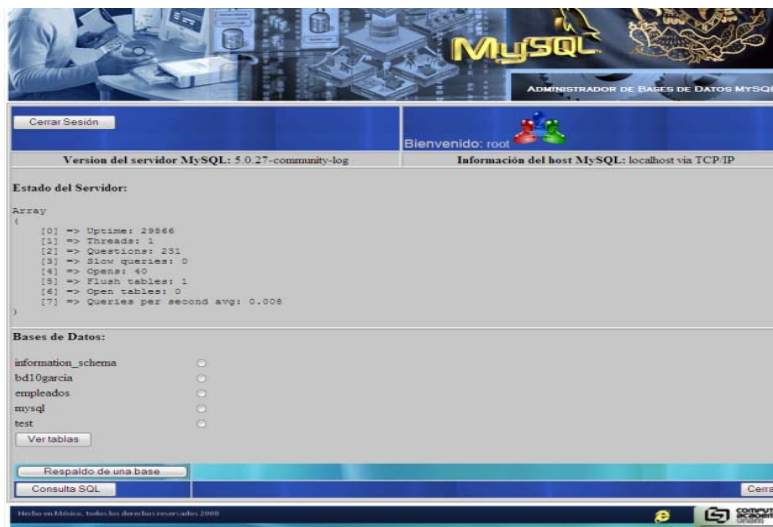 MySQL
ADMINISTRADOR DE BASES DE DATOS MYSQL
Cerrar Sesión
Bienvenido: root
Version del servidor MySQL: 5.0.27-community-log
Información del host MySQL: localhost via TCP/IP
Estado del Servidor:
Array
(
[0] => Uptime: 29866
[1] => Threads: 1
[2] => Questions: 231
[3] => Slow queries: 0
[4] => Opens: 40
[5] => Flush tables: 1
[6] => Open tables: 0
[7] => Queries per second avg: 0.008
)
Bases de Datos:
information_schema
bd10garcia
empleados
mysql
test
Ver tablas
Respaldo de una base
Consulta SQL
Cerra
Hecho en México, todos los derechos reservados 2008